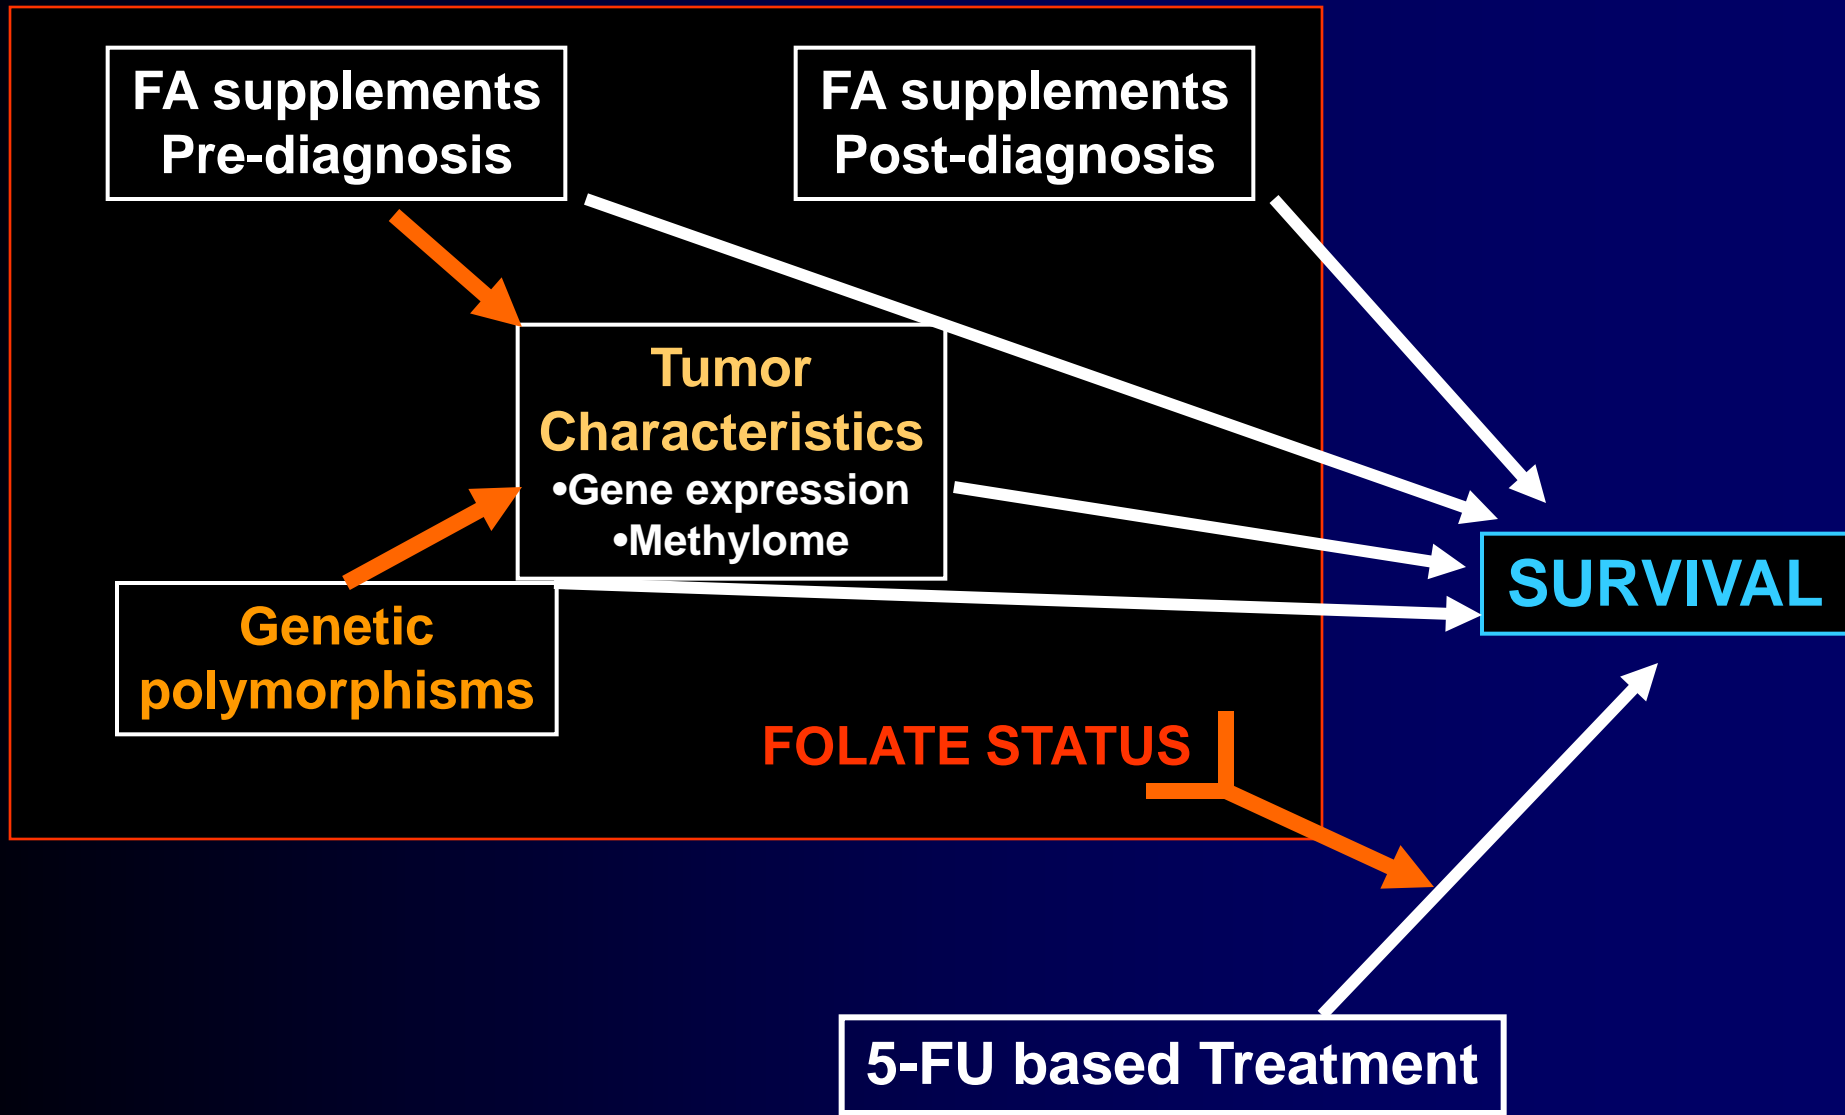 FA supplements
Pre-diagnosis
FA supplements
Post-diagnosis
Tumor
Characteristics
•Gene expression
•Methylome
SURVIVAL
Genetic
polymorphisms
FOLATE STATUS
5-FU based Treatment